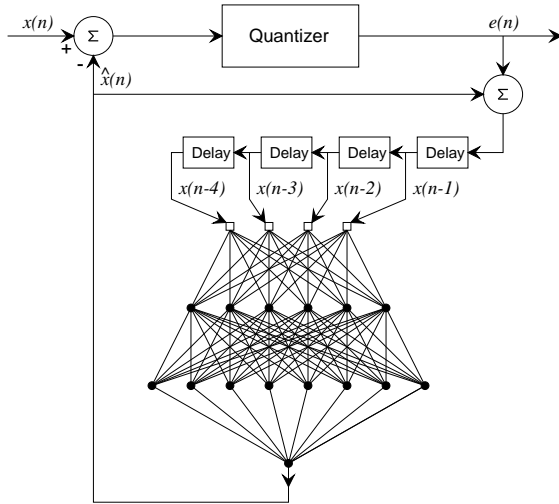 x(n)
+
-
Σ
Quantizer
e(n)
x̂(n)
Σ
Delay
Delay
Delay
Delay
x(n-4)
x(n-3)
x(n-2)
x(n-1)